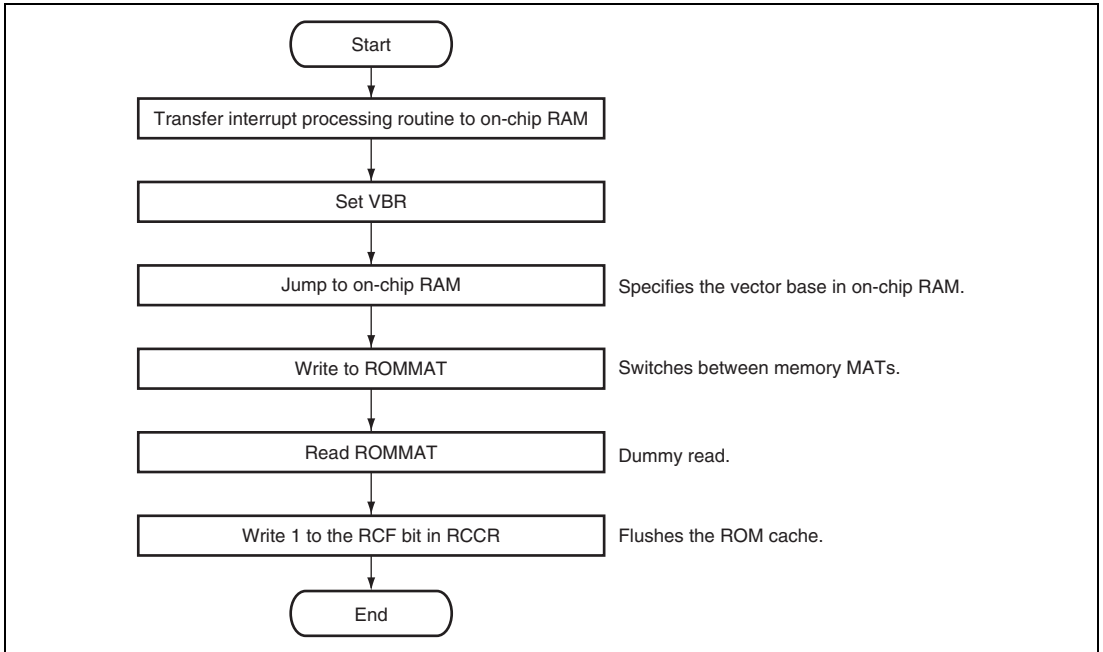 Start
Transfer interrupt processing routine to on-chip RAM
Set VBR
Jump to on-chip RAM
Specifies the vector base in on-chip RAM.
Write to ROMMAT
Switches between memory MATs.
Read ROMMAT
Dummy read.
Write 1 to the RCF bit in RCCR
Flushes the ROM cache.
End